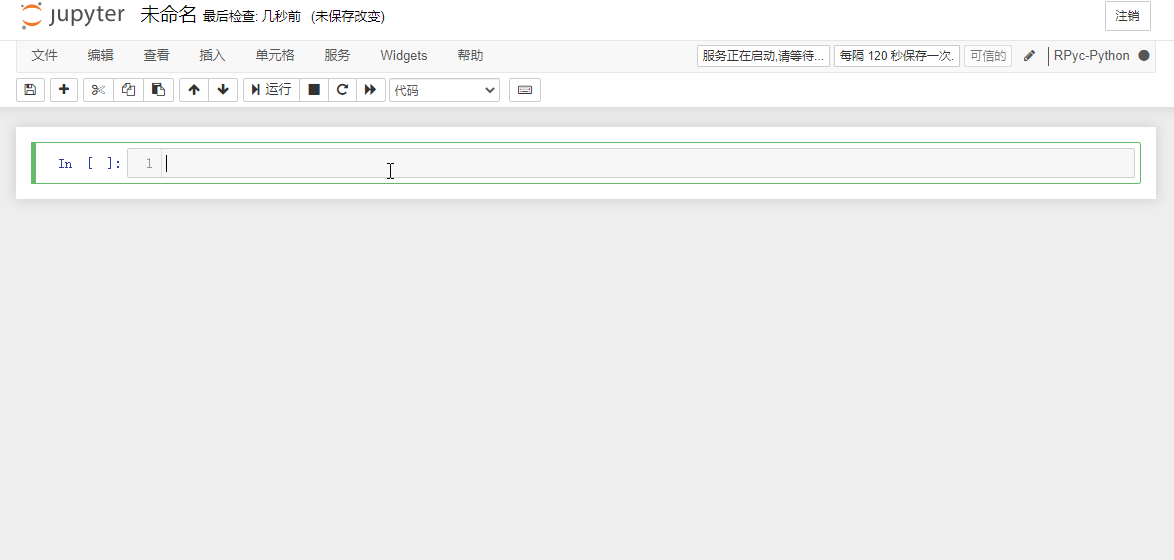 jupyter 未命名 最后检查: 几秒前 (未保存改变) 注销
文件 编辑 查看 插入 单元格 服务 Widgets 帮助 服务正在启动,请等待... 每隔 120 秒保存一次. 可信的 RPyc-Python
运行 代码
In [ ]: 1